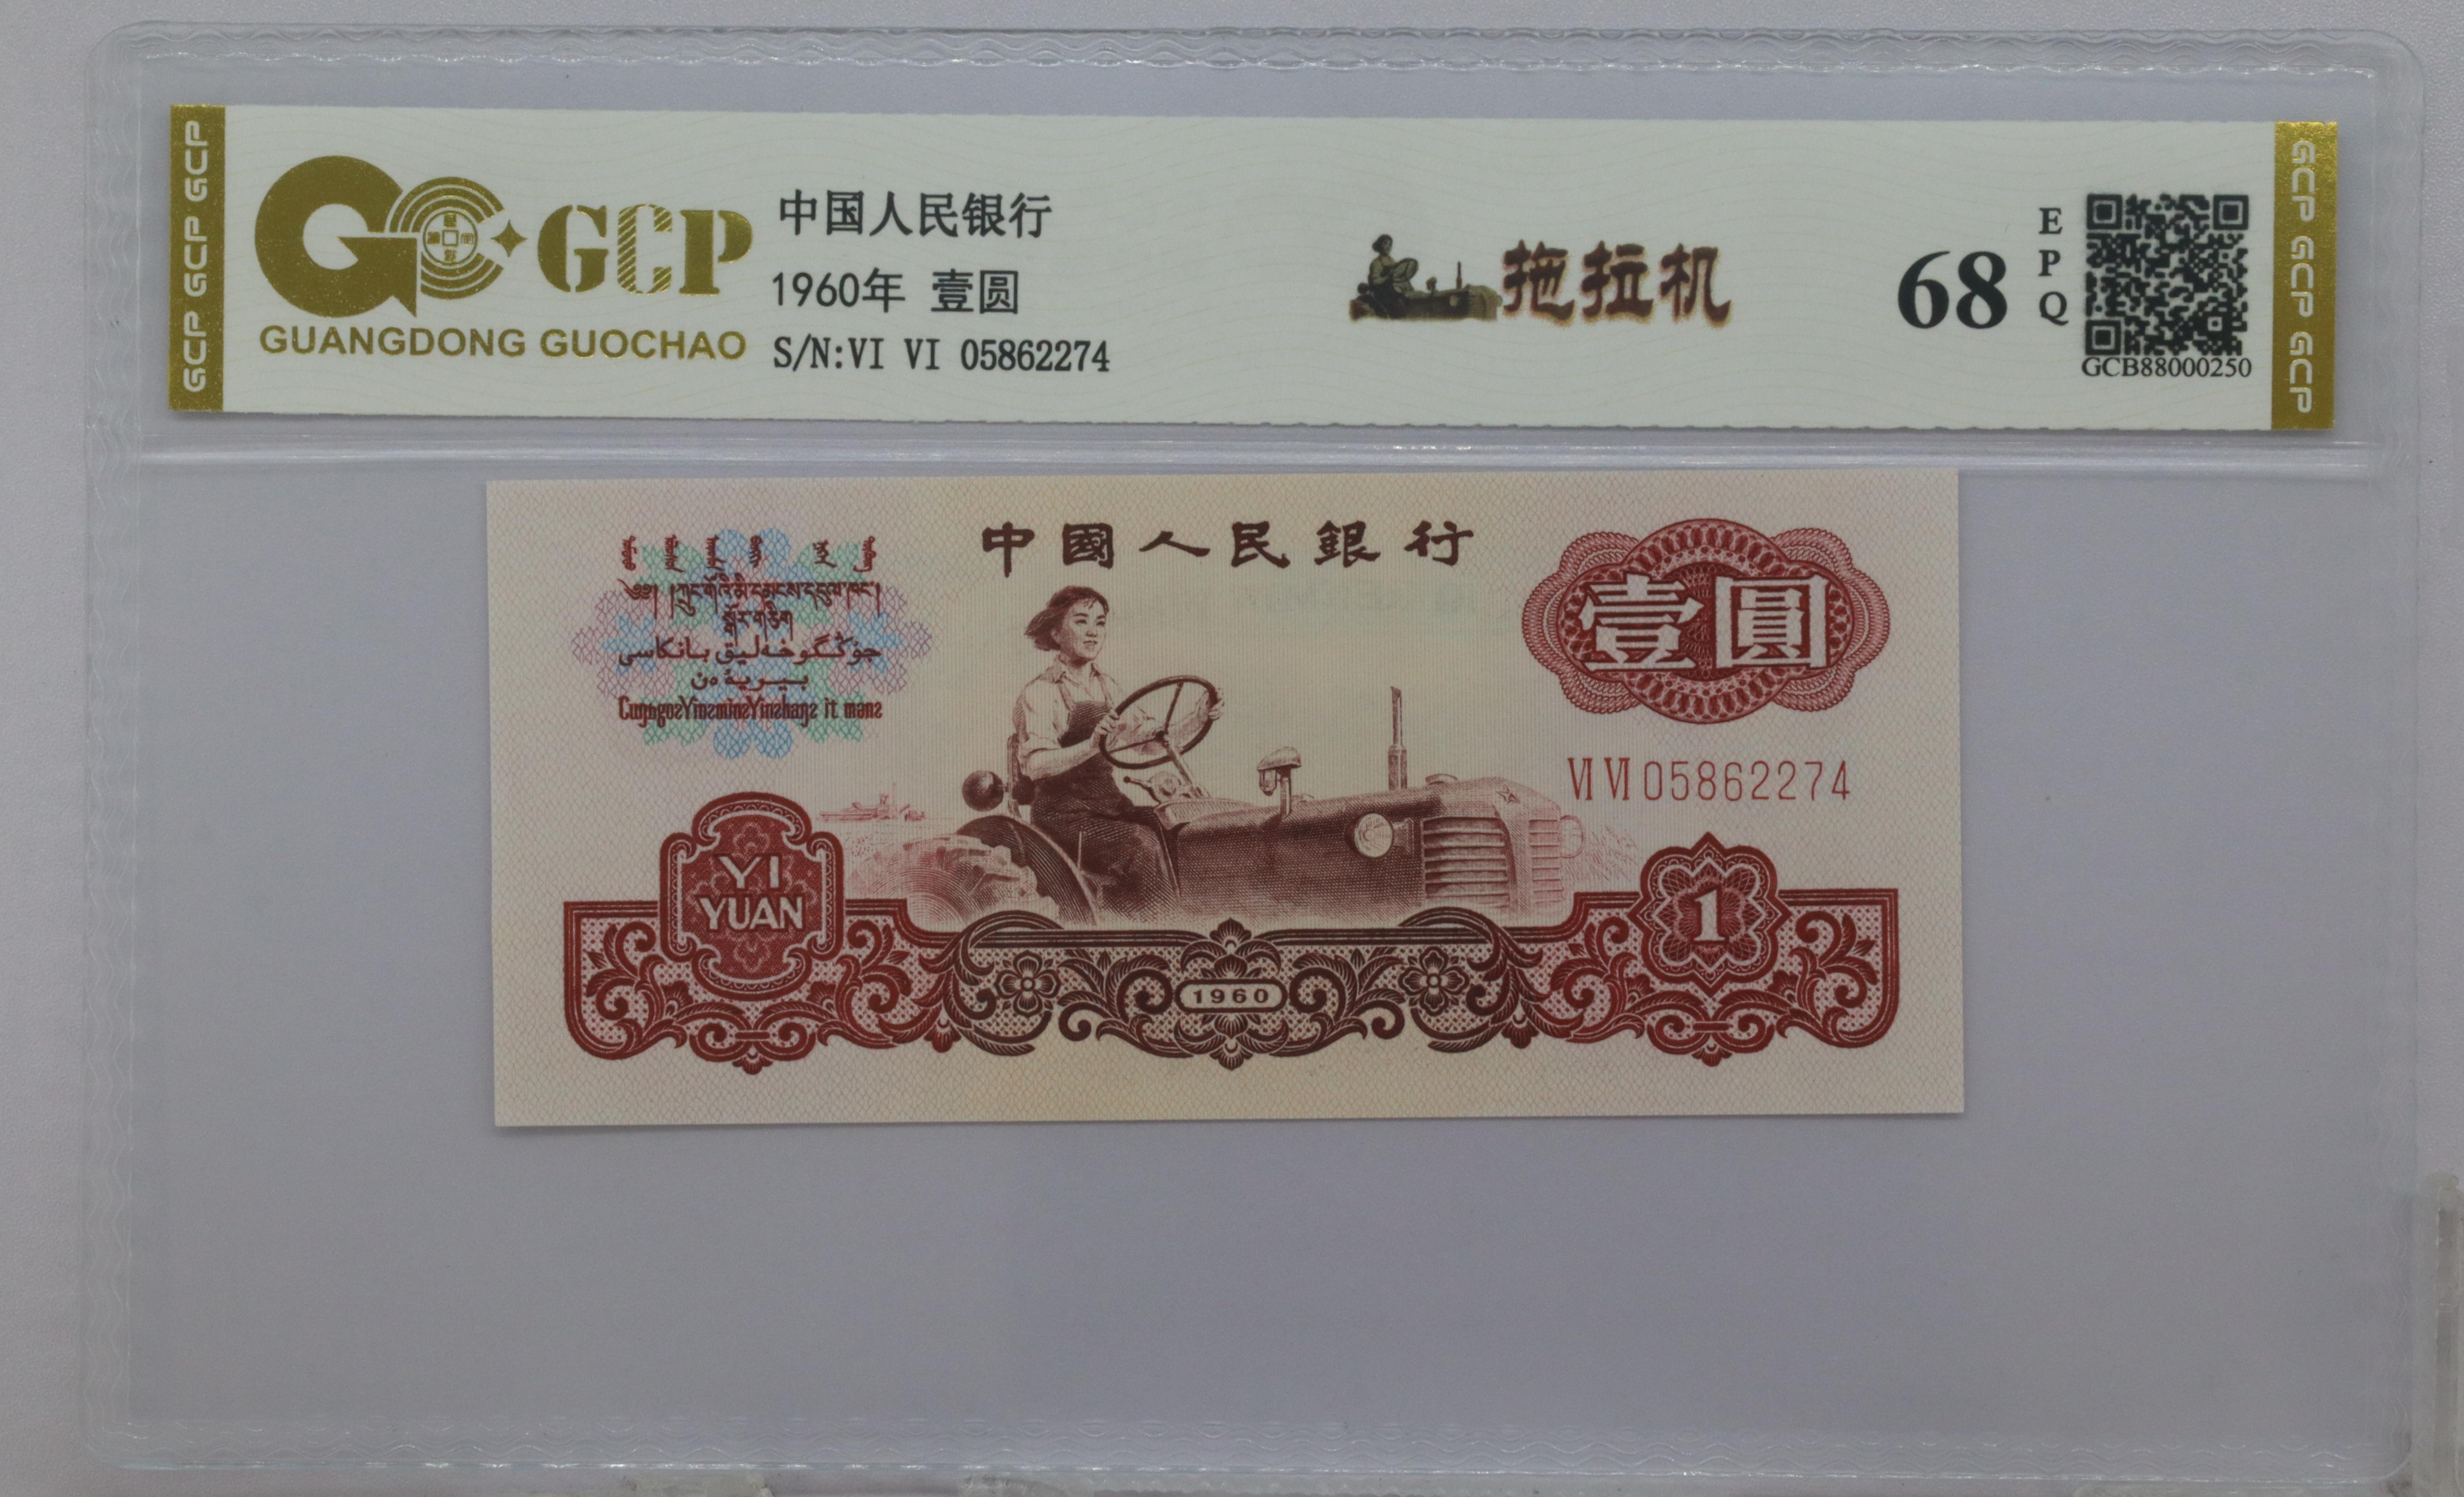 GCP GCP GCP
GCP
GUANGDONG GUOCHAO
中国人民银行
1960年 壹圆
S/N:VI VI 05862274
拖拉机
68
E
P
Q
GCB88000250
GCP GCP GCP
中國人民銀行
壹圓
VI VI 05862274
YI
YUAN
1
1960